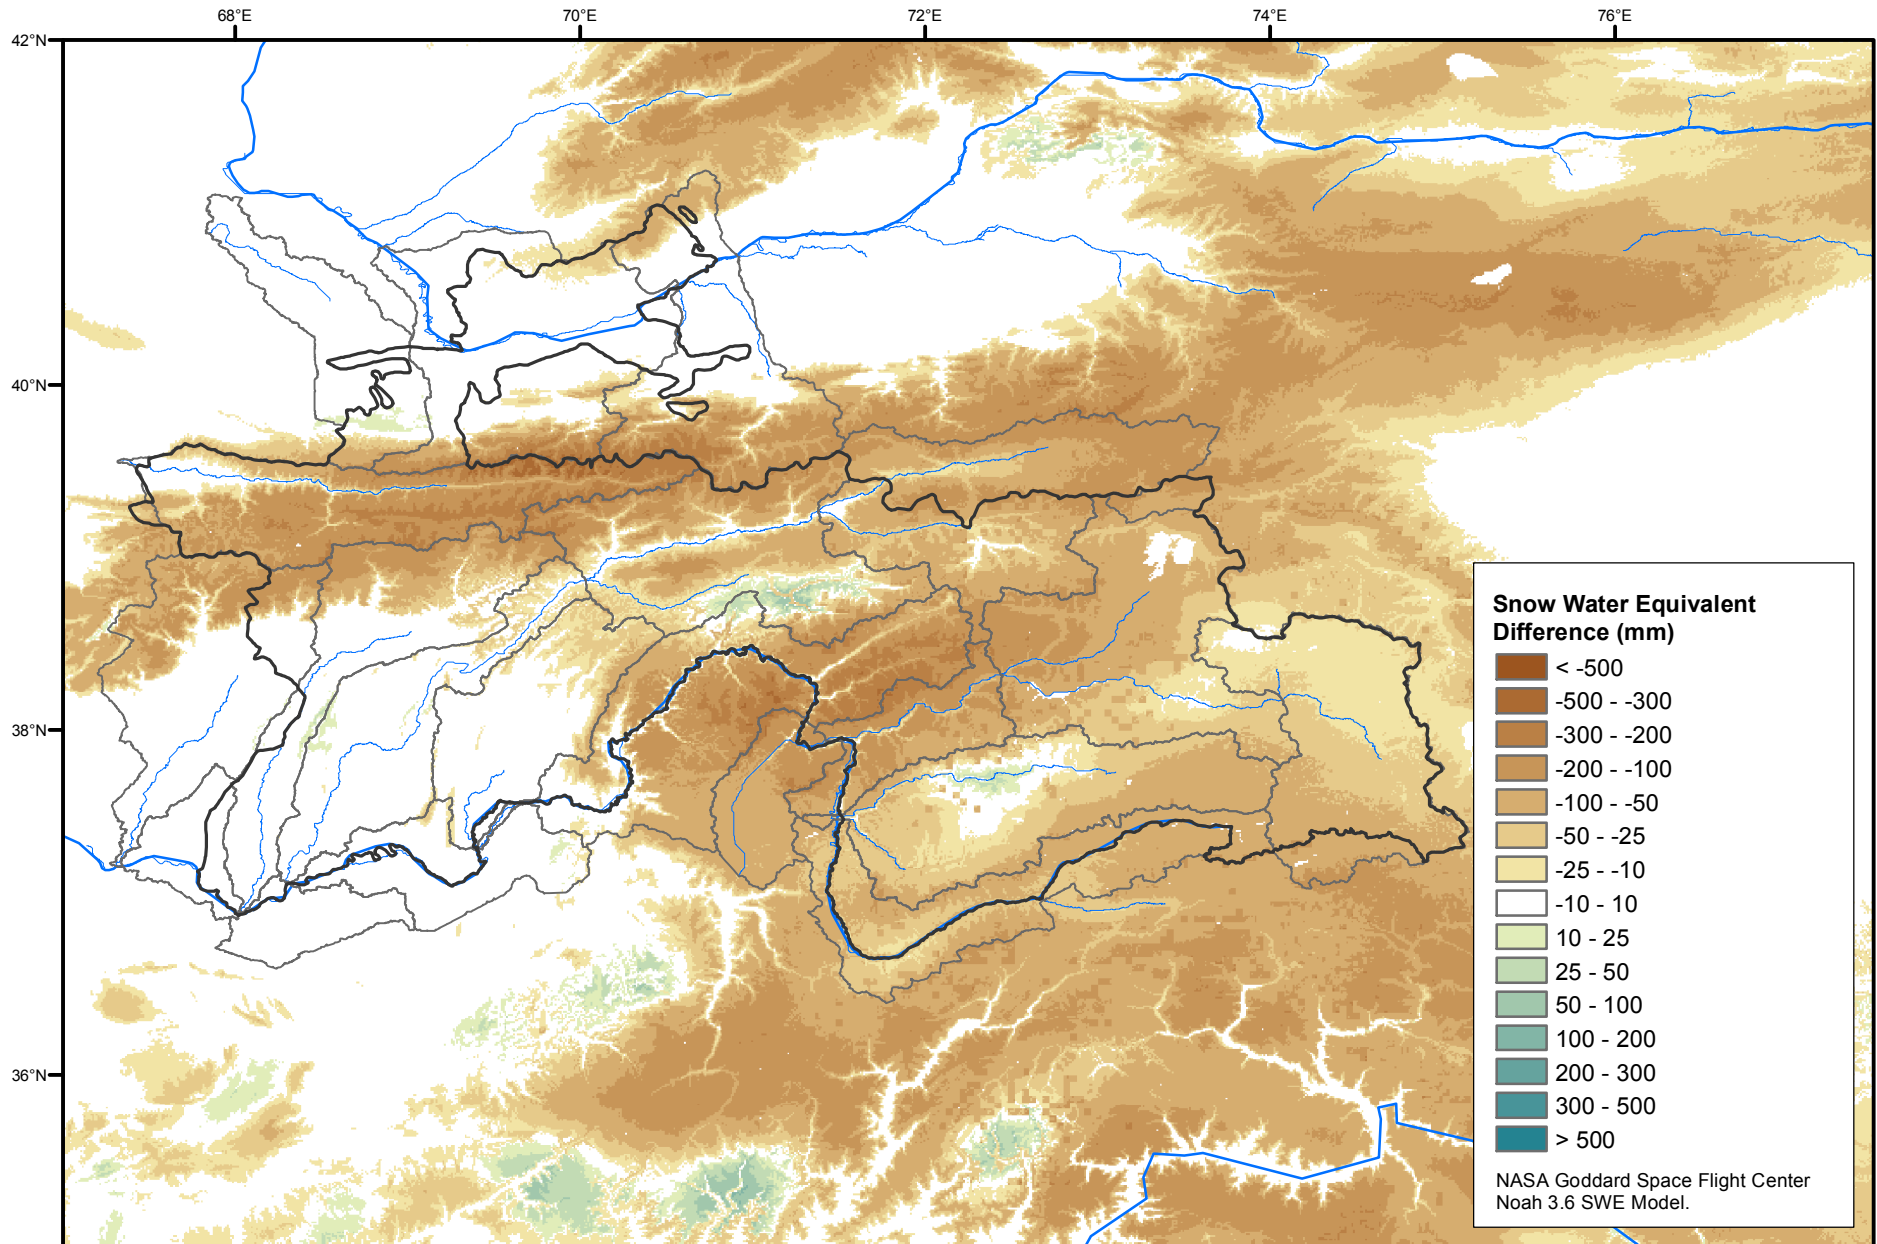 68°E 70°E 72°E 74°E 76°E
42°N
40°N
38°N
36°N
Snow Water Equivalent
Difference (mm)
< -500
-500 - -300
-300 - -200
-200 - -100
-100 - -50
-50 - -25
-25 - -10
-10 - 10
10 - 25
25 - 50
50 - 100
100 - 200
200 - 300
300 - 500
> 500
NASA Goddard Space Flight Center
Noah 3.6 SWE Model.